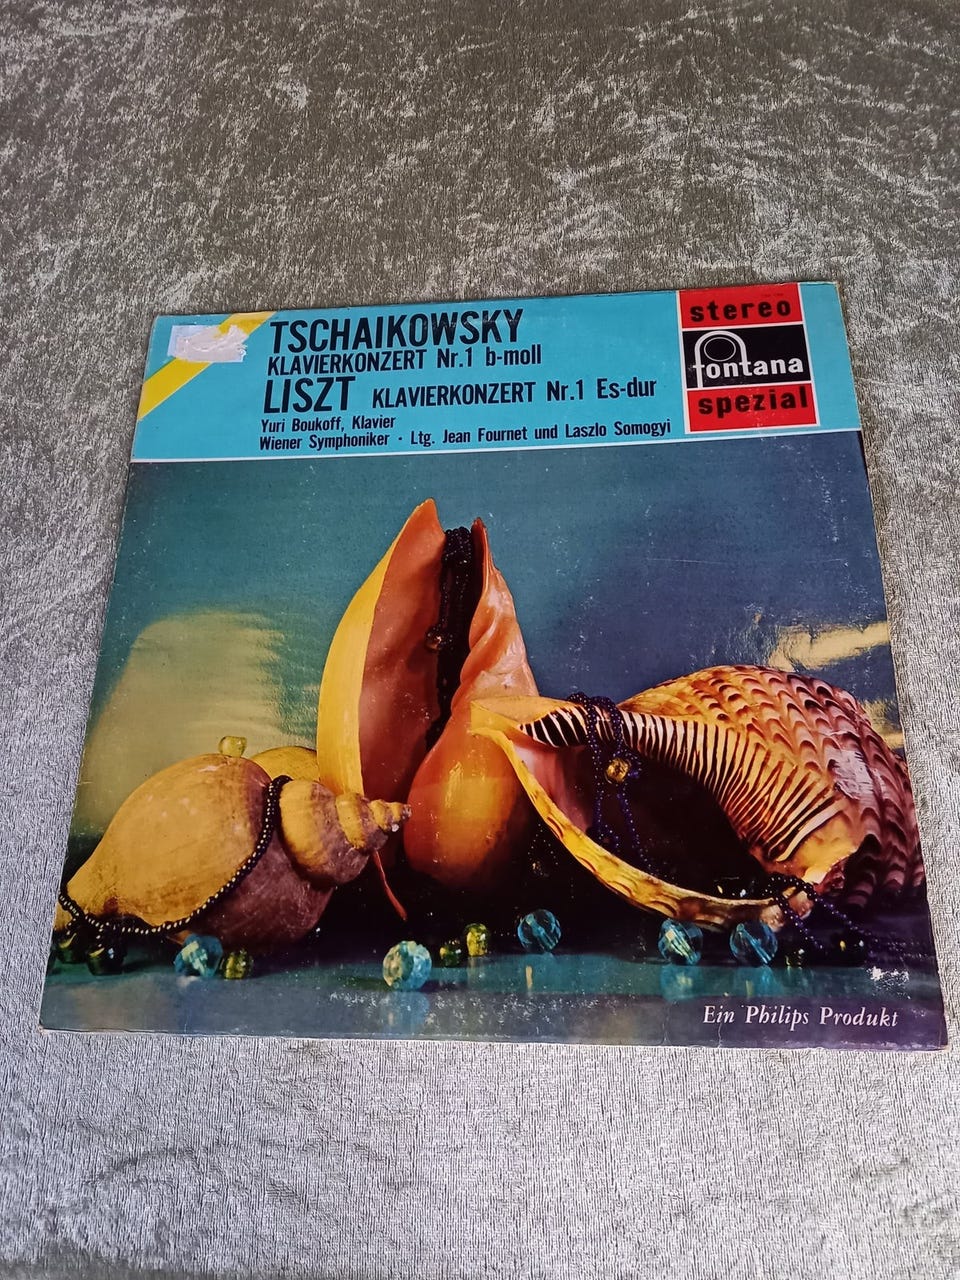 TSCHAIKOWSKY
KLAVIERKONZERT Nr.1 b-moll
LISZT KLAVIERKONZERT Nr.1 Es-dur
Yuri Boukoff, Klavier
Wiener Symphoniker · Ltg. Jean Fournet und Laszlo Somogyi
stereo
fontana
spezial
Ein Philips Produkt